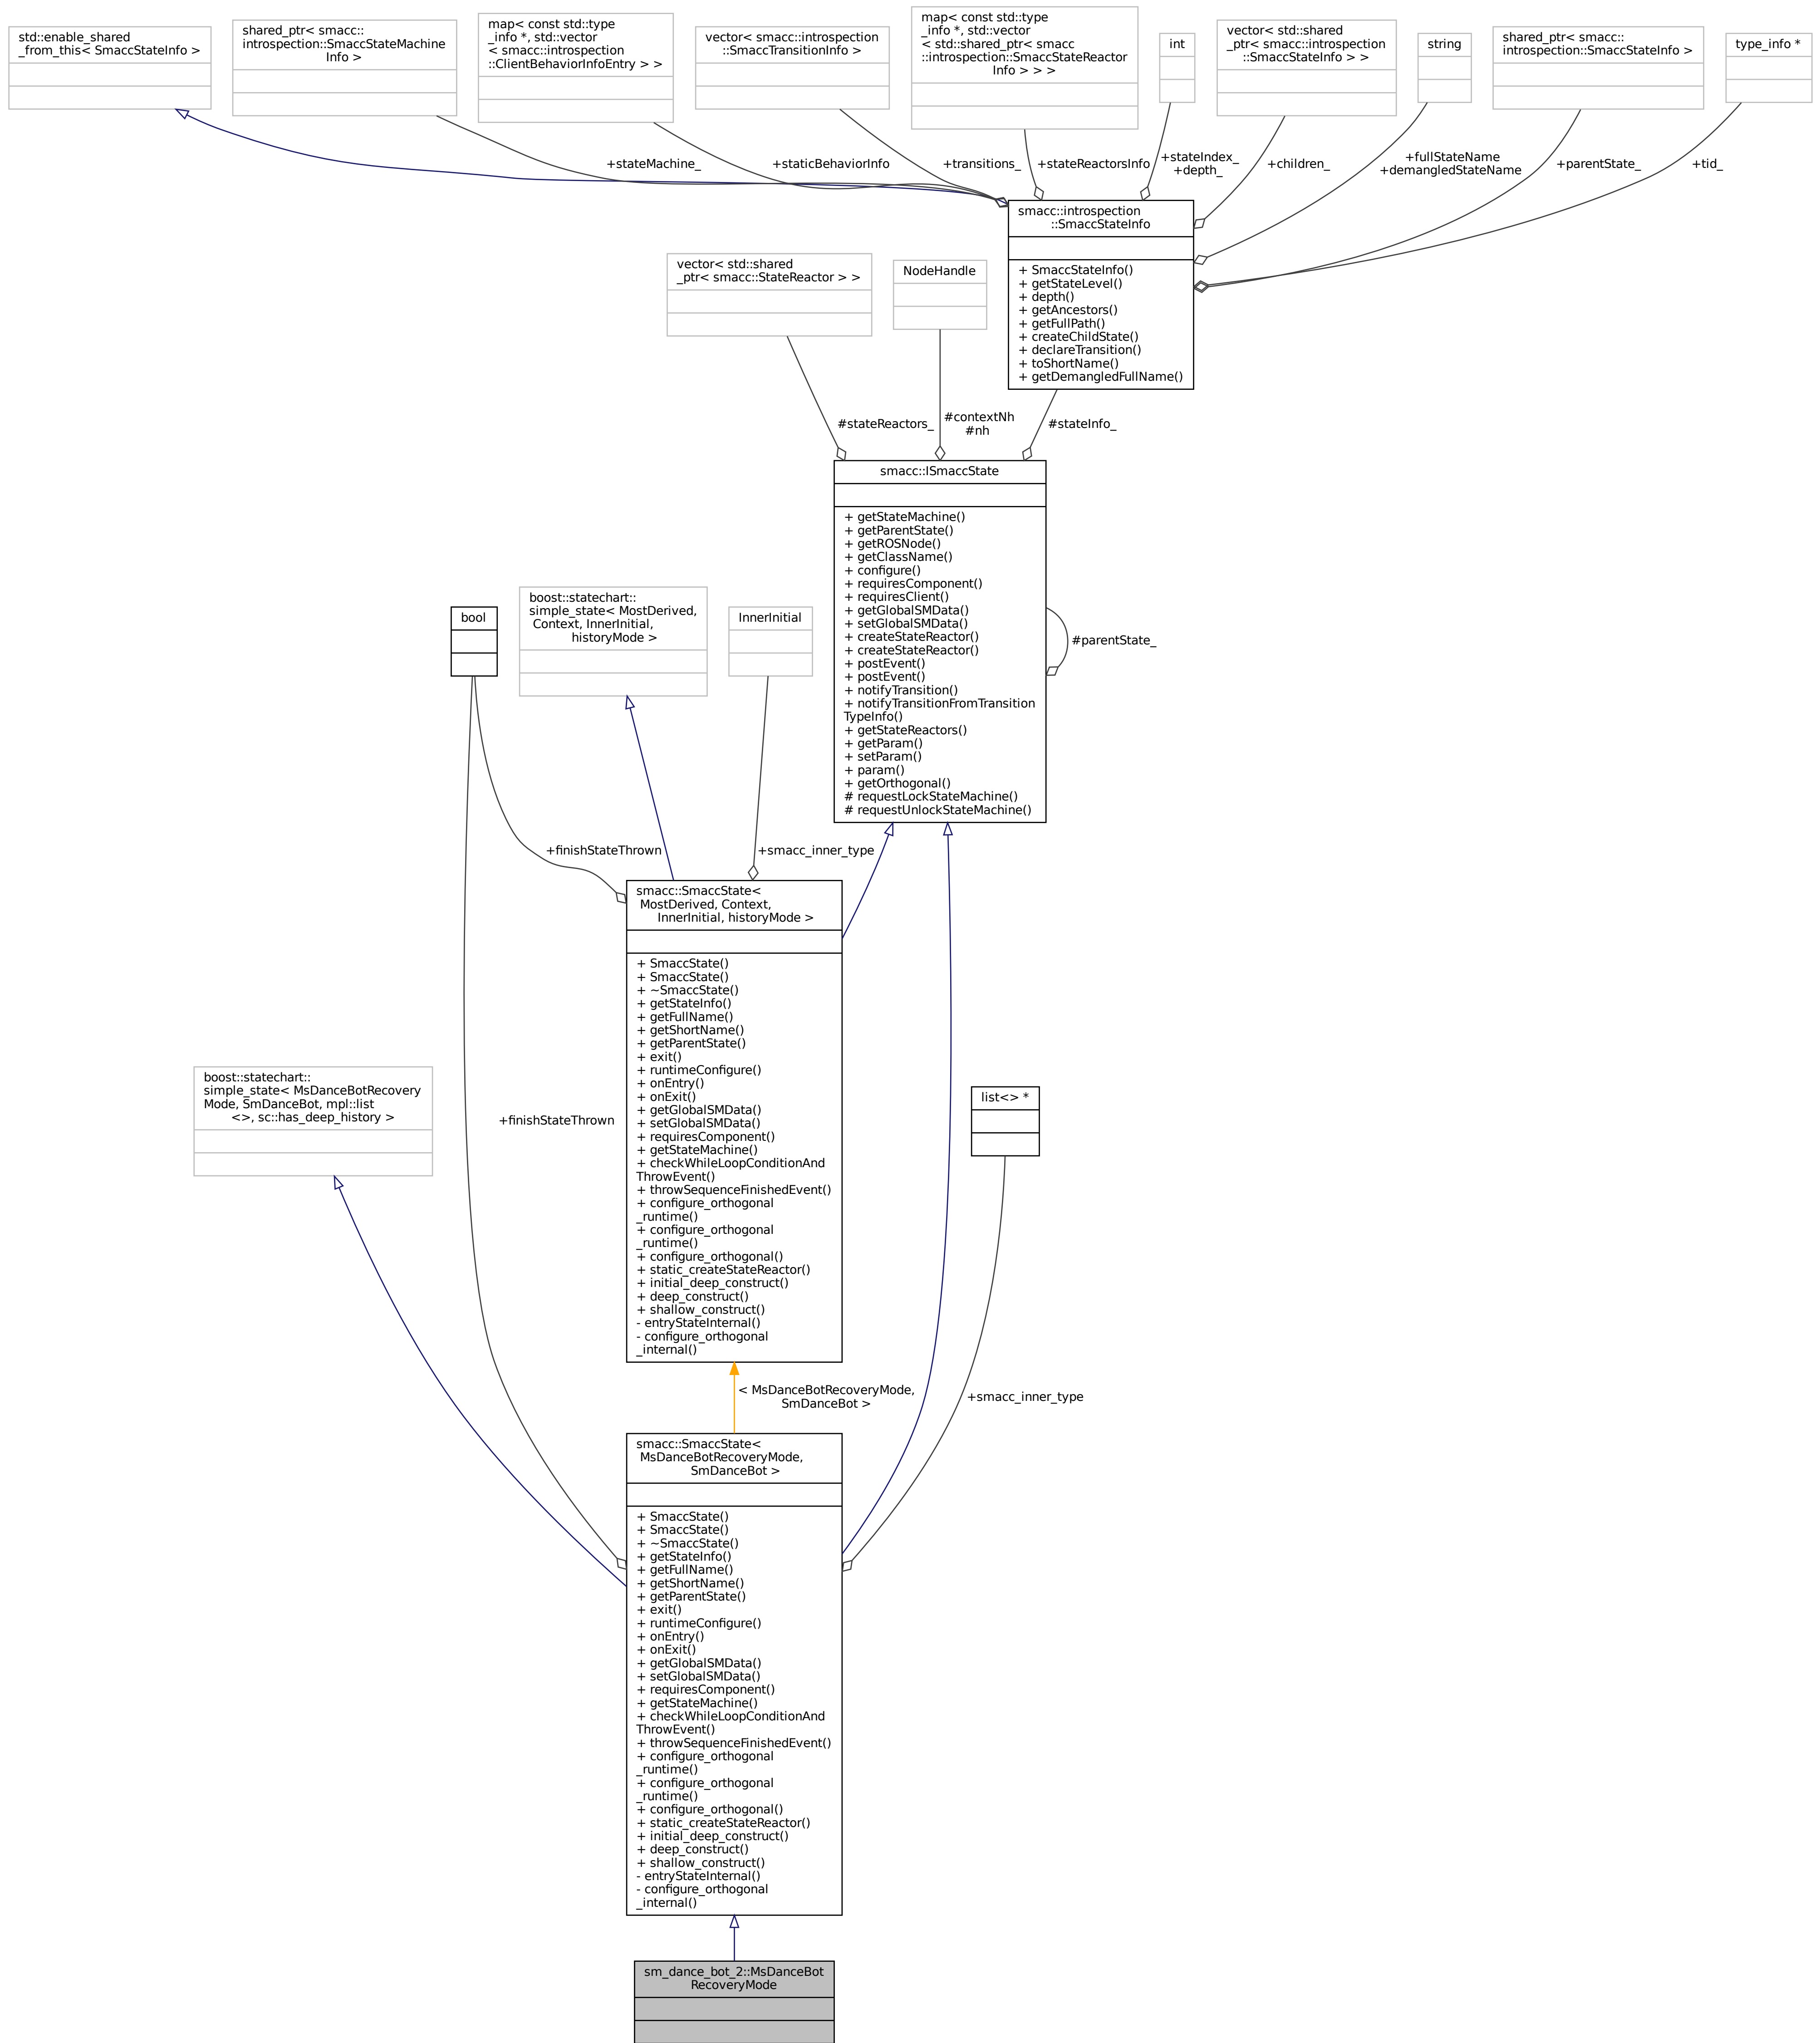 std::enable_shared
_from_this< SmaccStateInfo >
shared_ptr< smacc::
introspection::SmaccStateMachine
Info >
map< const std::type
_info *, std::vector
< smacc::introspection
::ClientBehaviorInfoEntry > >
vector< smacc::introspection
::SmaccTransitionInfo >
map< const std::type
_info *, std::vector
< std::shared_ptr< smacc
::introspection::SmaccStateReactor
Info > > >
int
vector< std::shared
_ptr< smacc::introspection
::SmaccStateInfo > >
string
shared_ptr< smacc::
introspection::SmaccStateInfo >
type_info *
+stateMachine_
+staticBehaviorInfo
+transitions_
+stateReactorsInfo
+stateIndex_
+depth_
+children_
+fullStateName
+demangledStateName
+parentState_
+tid_
smacc::introspection
::SmaccStateInfo
+ SmaccStateInfo()
+ getStateLevel()
+ depth()
+ getAncestors()
+ getFullPath()
+ createChildState()
+ declareTransition()
+ toShortName()
+ getDemangledFullName()
vector< std::shared
_ptr< smacc::StateReactor > >
NodeHandle
#stateReactors_
#contextNh
#nh
#stateInfo_
smacc::ISmaccState
+ getStateMachine()
+ getParentState()
+ getROSNode()
+ getClassName()
+ configure()
+ requiresComponent()
+ requiresClient()
+ getGlobalSMData()
+ setGlobalSMData()
+ createStateReactor()
+ createStateReactor()
+ postEvent()
+ postEvent()
+ notifyTransition()
+ notifyTransitionFromTransition
TypeInfo()
+ getStateReactors()
+ getParam()
+ setParam()
+ param()
+ getOrthogonal()
# requestLockStateMachine()
# requestUnlockStateMachine()
#parentState_
bool
boost::statechart::
simple_state< MostDerived,
Context, InnerInitial,
historyMode >
InnerInitial
+finishStateThrown
+smacc_inner_type
smacc::SmaccState<
MostDerived, Context,
InnerInitial, historyMode >
+ SmaccState()
+ SmaccState()
+ ~SmaccState()
+ getStateInfo()
+ getFullName()
+ getShortName()
+ getParentState()
+ exit()
+ runtimeConfigure()
+ onEntry()
+ onExit()
+ getGlobalSMData()
+ setGlobalSMData()
+ requiresComponent()
+ getStateMachine()
+ checkWhileLoopConditionAnd
ThrowEvent()
+ throwSequenceFinishedEvent()
+ configure_orthogonal
_runtime()
+ configure_orthogonal
_runtime()
+ configure_orthogonal()
+ static_createStateReactor()
+ initial_deep_construct()
+ deep_construct()
+ shallow_construct()
- entryStateInternal()
- configure_orthogonal
_internal()
boost::statechart::
simple_state< MsDanceBotRecovery
Mode, SmDanceBot, mpl::list
<>, sc::has_deep_history >
+finishStateThrown
list<> *
< MsDanceBotRecoveryMode,
SmDanceBot >
+smacc_inner_type
smacc::SmaccState<
MsDanceBotRecoveryMode,
SmDanceBot >
+ SmaccState()
+ SmaccState()
+ ~SmaccState()
+ getStateInfo()
+ getFullName()
+ getShortName()
+ getParentState()
+ exit()
+ runtimeConfigure()
+ onEntry()
+ onExit()
+ getGlobalSMData()
+ setGlobalSMData()
+ requiresComponent()
+ getStateMachine()
+ checkWhileLoopConditionAnd
ThrowEvent()
+ throwSequenceFinishedEvent()
+ configure_orthogonal
_runtime()
+ configure_orthogonal
_runtime()
+ configure_orthogonal()
+ static_createStateReactor()
+ initial_deep_construct()
+ deep_construct()
+ shallow_construct()
- entryStateInternal()
- configure_orthogonal
_internal()
sm_dance_bot_2::MsDanceBot
RecoveryMode